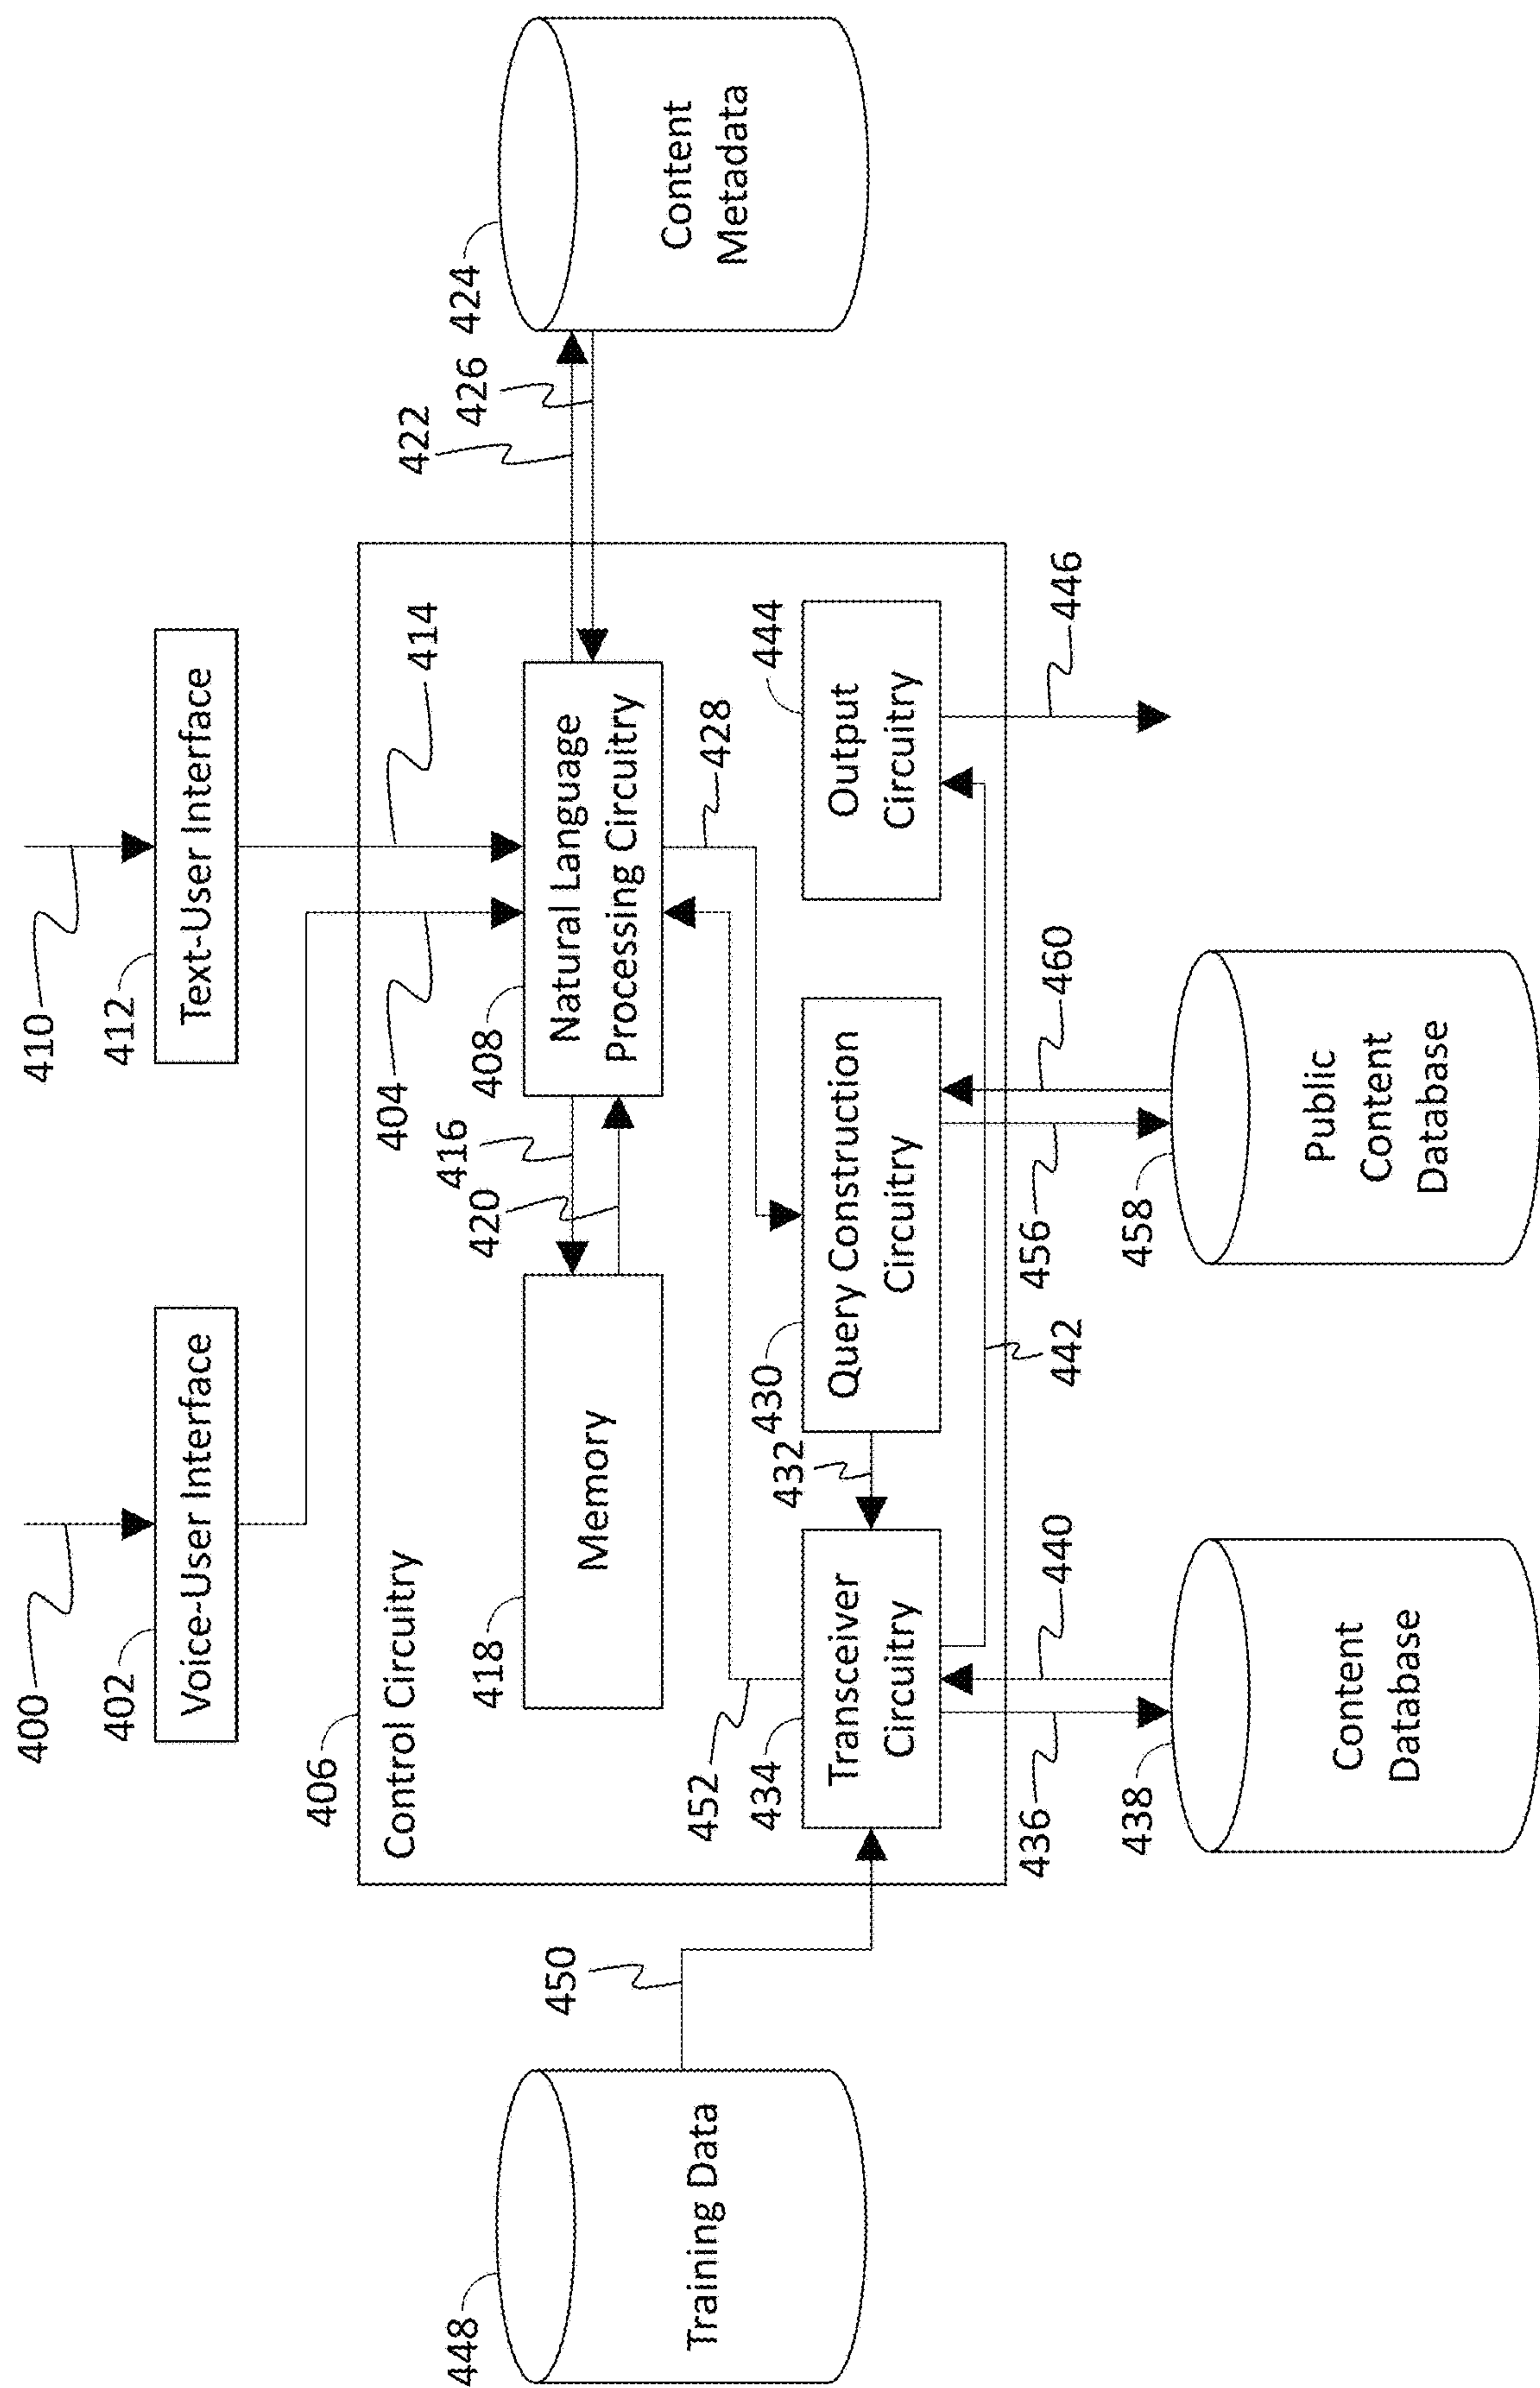 400
402
Voice-User Interface
410
412
Text-User Interface
404
414
406
Control Circuitry
418
Memory
416
420
408
Natural Language
Processing Circuitry
422
426
424
Content
Metadata
448
Training Data
450
452
434
Transceiver
Circuitry
432
430
Query Construction
Circuitry
428
444
Output
Circuitry
436
440
442
456
460
446
438
Content
Database
458
Public
Content
Database